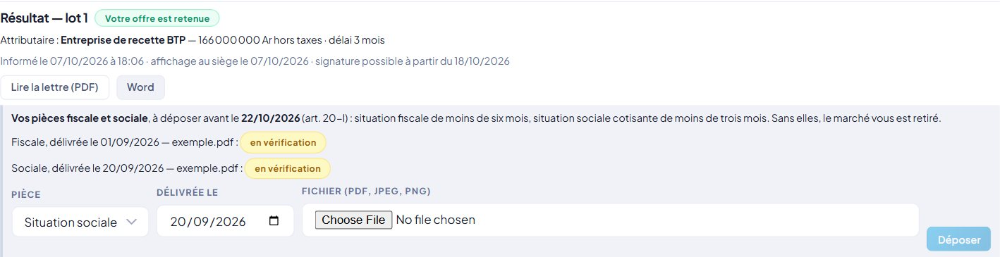 Résultat — lot 1 Votre offre est retenue
Attributaire : Entreprise de recette BTP — 166 000 000 Ar hors taxes · délai 3 mois
Informé le 07/10/2026 à 18:06 · affichage au siège le 07/10/2026 · signature possible à partir du 18/10/2026
Lire la lettre (PDF) Word
Vos pièces fiscale et sociale, à déposer avant le 22/10/2026 (art. 20-I) : situation fiscale de moins de six mois, situation sociale cotisante de moins de trois mois. Sans elles, le marché vous est retiré.
Fiscale, délivrée le 01/09/2026 — exemple.pdf : en vérification
Sociale, délivrée le 20/09/2026 — exemple.pdf : en vérification
PIÈCE DÉLIVRÉE LE FICHIER (PDF, JPEG, PNG)
Situation sociale 20/09/2026 Choose File No file chosen
Déposer